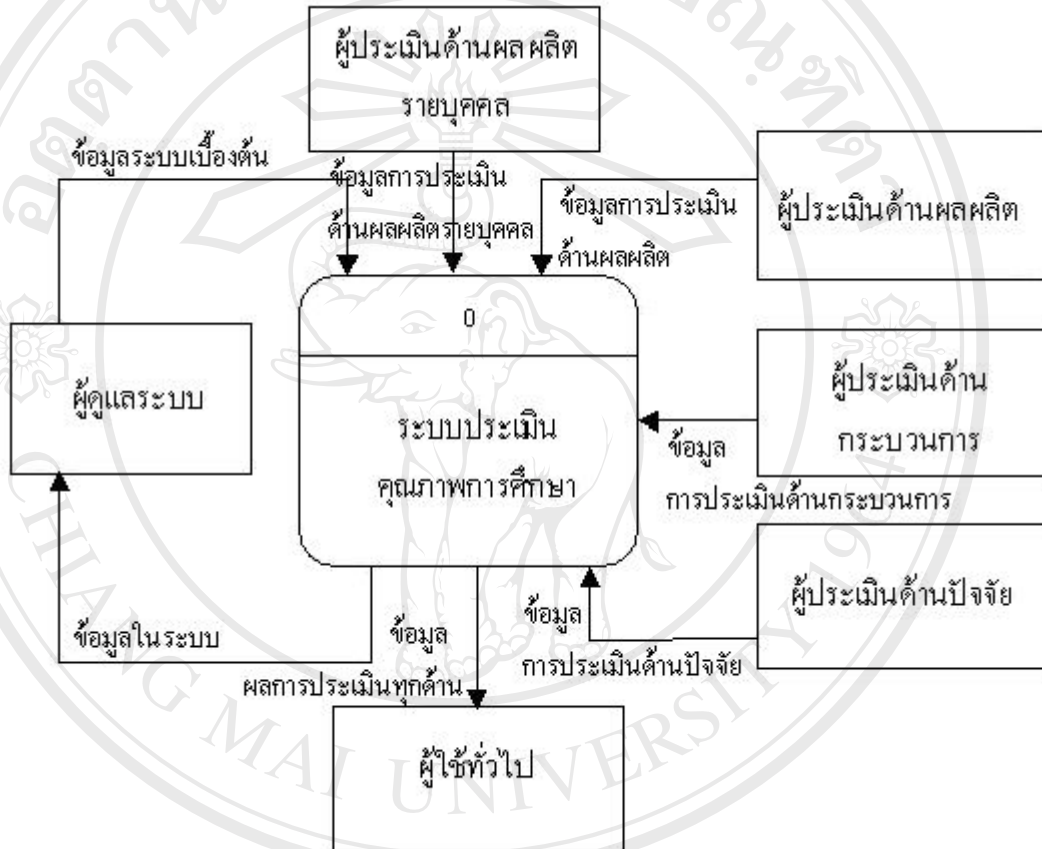 ผู้ประเมินด้านผลผลิต
รายบุคคล
ข้อมูลระบบเบื้องต้น
ข้อมูลการประเมิน
ด้านผลผลิตรายบุคคล
ข้อมูลการประเมิน
ด้านผลผลิต
ผู้ประเมินด้านผลผลิต
0
ระบบประเมิน
คุณภาพการศึกษา
ผู้ดูแลระบบ
ผู้ประเมินด้าน
กระบวนการ
ข้อมูล
การประเมินด้านกระบวนการ
ผู้ประเมินด้านปัจจัย
ข้อมูล
การประเมินด้านปัจจัย
ข้อมูลในระบบ
ข้อมูล
ผลการประเมินทุกด้าน
ผู้ใช้ทั่วไป
CHIANG MAI UNIVERSITY 1964